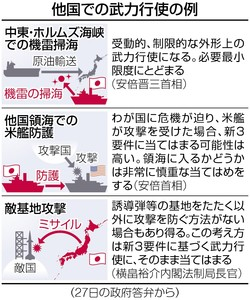 他国での武力行使の例
中東・ホルムズ海峡
での機雷掃海
原油輸送
機雷の掃海
受動的、制限的な外形上
の武力行使になる。必要最小
限度にとどまる
(安倍晋三首相)
他国領海での
米艦防護
攻撃国
攻撃
防護
わが国に危機が迫り、米艦
が攻撃を受けた場合、新3
要件に当てはまる可能性は
高い。領海に入るかどうか
は非常に慎重な当てはめを
する(安倍首相)
敵基地攻撃
ミサイル
敵国
誘導弾等の基地をたたく以
外に攻撃を防ぐ方法がない
場合もあり得る。この考え方
は新3要件に基づく武力行
使に、そのまま当てはまる
(横畠裕介内閣法制局長官)
(27日の政府答弁から)